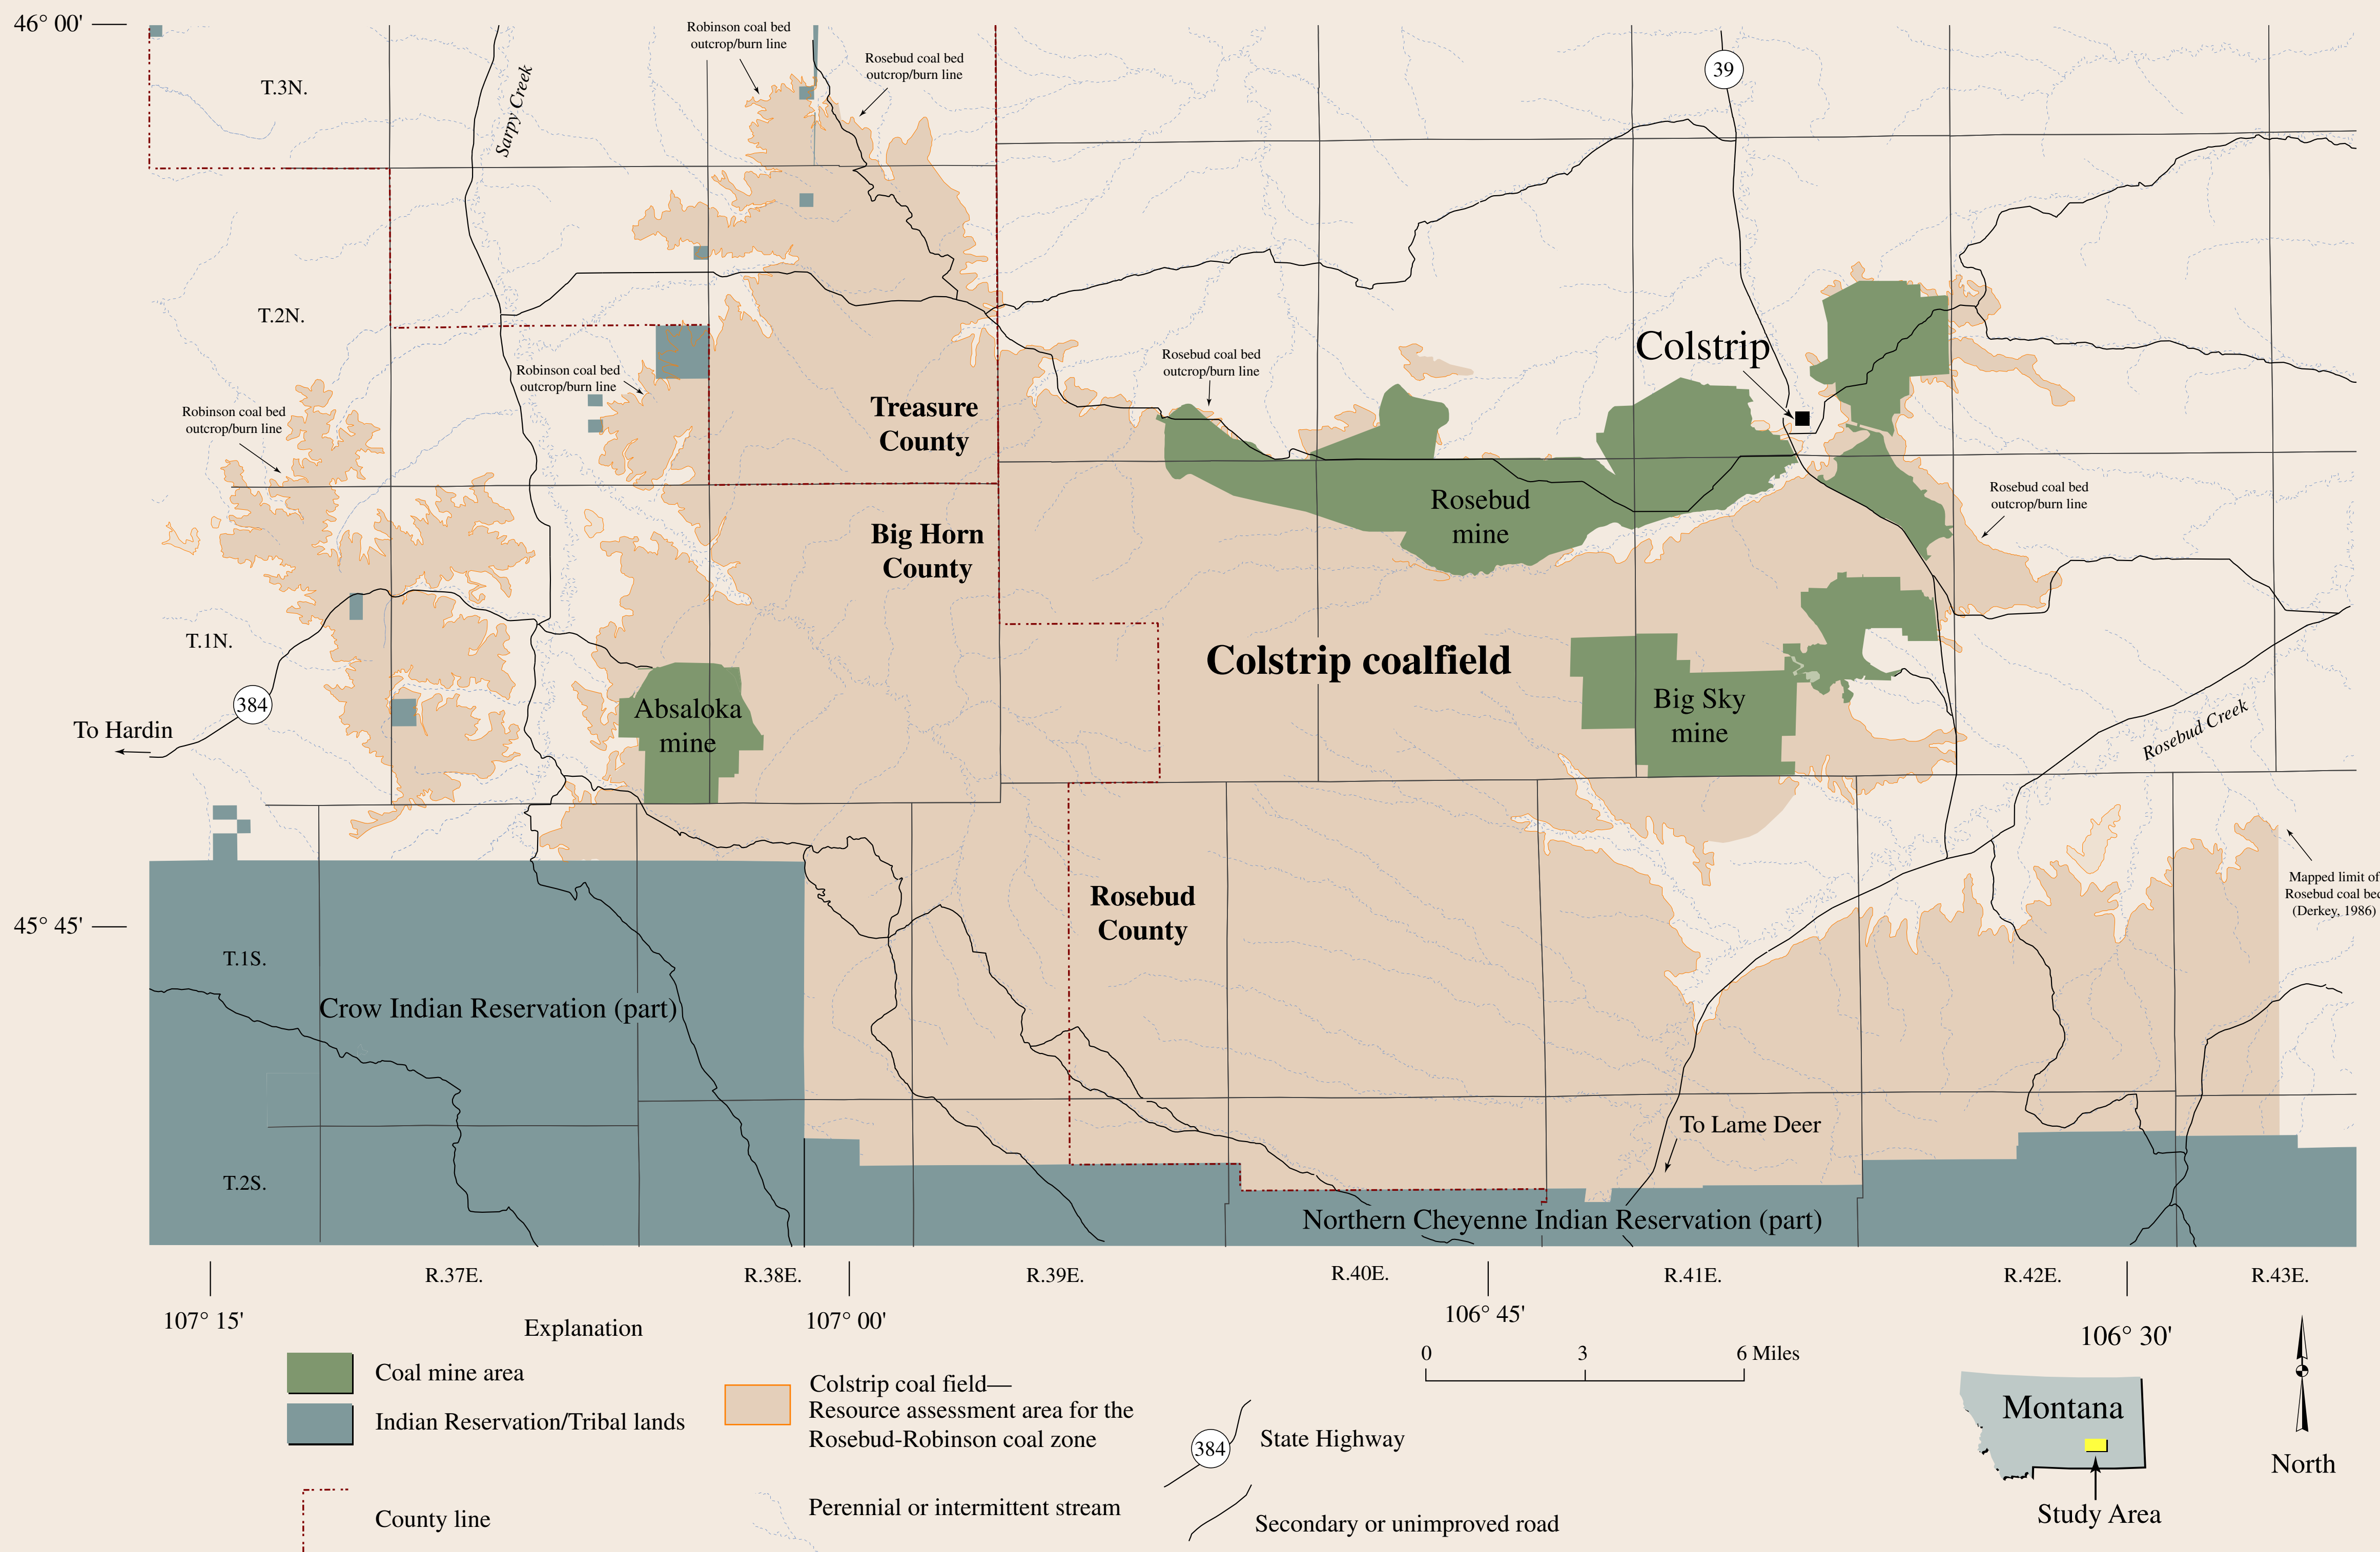 46° 00'
Robinson coal bed
outcrop/burn line
Rosebud coal bed
outcrop/burn line
39
T.3N.
Sarpy Creek
T.2N.
Colstrip
Robinson coal bed
outcrop/burn line
Rosebud coal bed
outcrop/burn line
Robinson coal bed
outcrop/burn line
Treasure
County
Rosebud coal bed
outcrop/burn line
Rosebud
mine
Big Horn
County
T.1N.
Colstrip coalfield
384
To Hardin
Absaloka
mine
Big Sky
mine
Rosebud Creek
Mapped limit of
Rosebud coal bed
(Derkey, 1986)
Rosebud
County
45° 45'
T.1S.
Crow Indian Reservation (part)
To Lame Deer
T.2S.
Northern Cheyenne Indian Reservation (part)
R.37E.
R.38E.
R.39E.
R.40E.
R.41E.
R.42E.
R.43E.
107° 15'
107° 00'
106° 45'
106° 30'
Explanation
Coal mine area
Indian Reservation/Tribal lands
County line
Colstrip coal field—
Resource assessment area for the
Rosebud-Robinson coal zone
Perennial or intermittent stream
0 3 6 Miles
384
State Highway
Secondary or unimproved road
Montana
Study Area
North